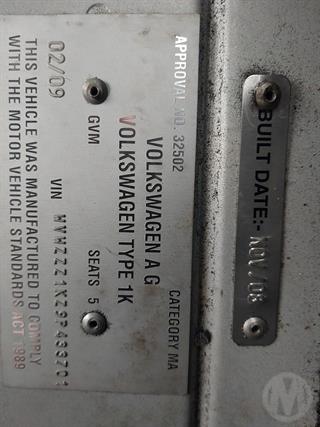 APPROVAL NO. 32502 CATEGORY MA
VOLKSWAGEN A G
VOLKSWAGEN TYPE 1K
GVM SEATS 5
02/09 VIN
THIS VEHICLE WAS MANUFACTURED TO COMPLY
WITH THE MOTOR VEHICLE STANDARDS ACT 1989
BUILT DATE:- NOV/08